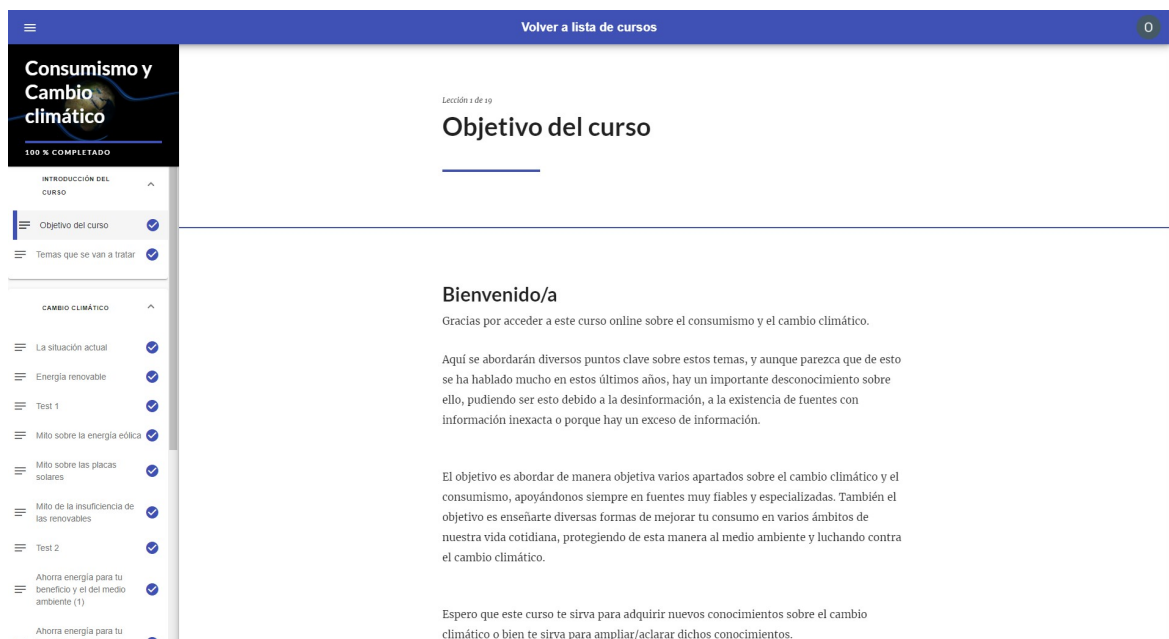 Volver a lista de cursos
O
Consumismo y
Cambio
climático
100 % COMPLETADO
INTRODUCCIÓN DEL
CURSO
Objetivo del curso
Temas que se van a tratar
CAMBIO CLIMÁTICO
La situación actual
Energía renovable
Test 1
Mito sobre la energía eólica
Mito sobre las placas
solares
Mito de la insuficiencia de
las renovables
Test 2
Ahorra energía para tu
beneficio y el del medio
ambiente (1)
Ahorra energía para tu
Lección 1 de 19
Objetivo del curso
Bienvenido/a
Gracias por acceder a este curso online sobre el consumismo y el cambio climático.
Aquí se abordarán diversos puntos clave sobre estos temas, y aunque parezca que de esto
se ha hablado mucho en estos últimos años, hay un importante desconocimiento sobre
ello, pudiendo ser esto debido a la desinformación, a la existencia de fuentes con
información inexacta o porque hay un exceso de información.
El objetivo es abordar de manera objetiva varios apartados sobre el cambio climático y el
consumismo, apoyándonos siempre en fuentes muy fiables y especializadas. También el
objetivo es enseñarte diversas formas de mejorar tu consumo en varios ámbitos de
nuestra vida cotidiana, protegiendo de esta manera al medio ambiente y luchando contra
el cambio climático.
Espero que este curso te sirva para adquirir nuevos conocimientos sobre el cambio
climático o bien te sirva para ampliar/aclarar dichos conocimientos.